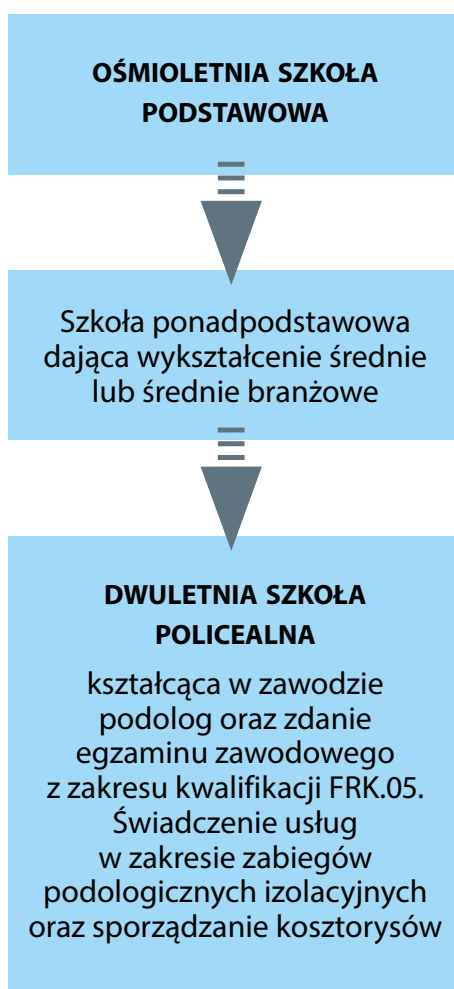 OŚMIOLETNIA SZKOŁA
PODSTAWOWA
Szkoła ponadpodstawowa
dająca wykształcenie średnie
lub średnie branżowe
DWULETNIA SZKOŁA
POLICEALNA
kształcąca w zawodzie
podolog oraz zdanie
egzaminu zawodowego
z zakresu kwalifikacji FRK.05.
Świadczenie usług
w zakresie zabiegów
podologicznych izolacyjnych
oraz sporządzanie kosztorysów